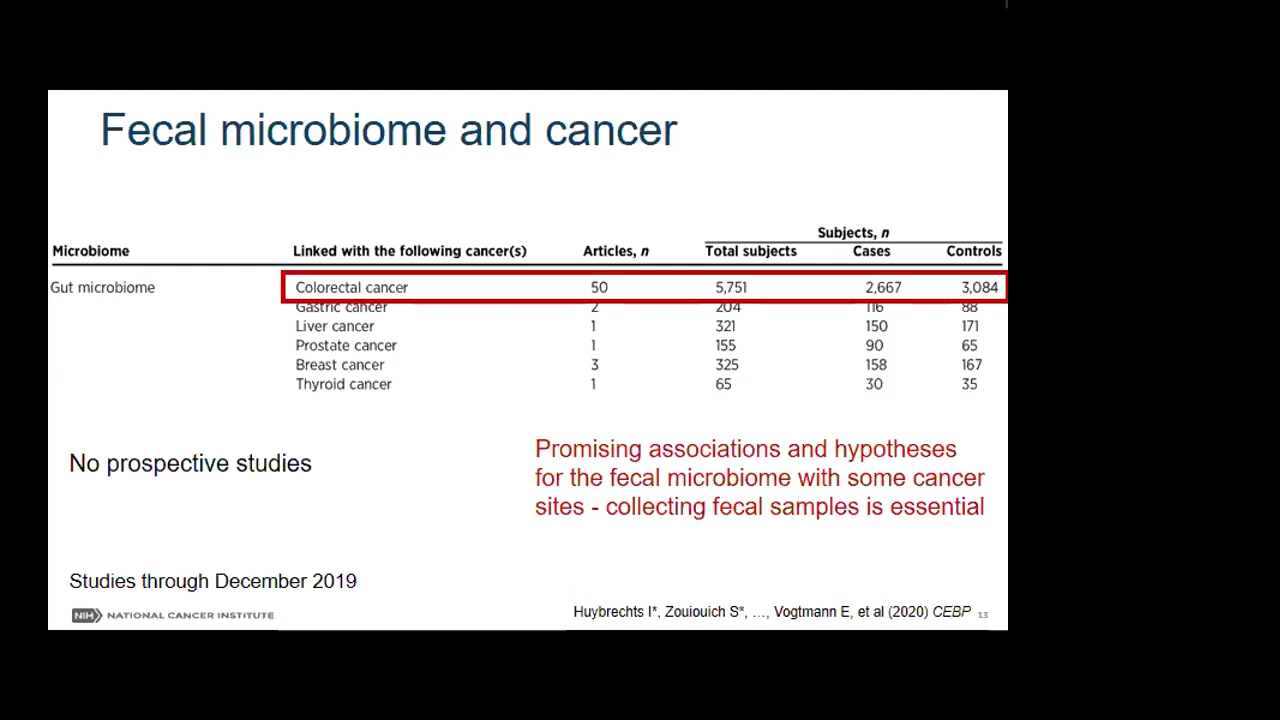 Fecal microbiome and cancer
Subjects, n
Microbiome Linked with the following cancer(s) Articles, n Total subjects Cases Controls
Gut microbiome Colorectal cancer 50 5,751 2,667 3,084
Gastric cancer 2 204 116 88
Liver cancer 1 321 150 171
Prostate cancer 1 155 90 65
Breast cancer 3 325 158 167
Thyroid cancer 1 65 30 35
No prospective studies
Promising associations and hypotheses
for the fecal microbiome with some cancer
sites - collecting fecal samples is essential
Studies through December 2019
NIH NATIONAL CANCER INSTITUTE
Huybrechts I*, Zouiouich S*, ..., Vogtmann E, et al (2020) CEBP 13